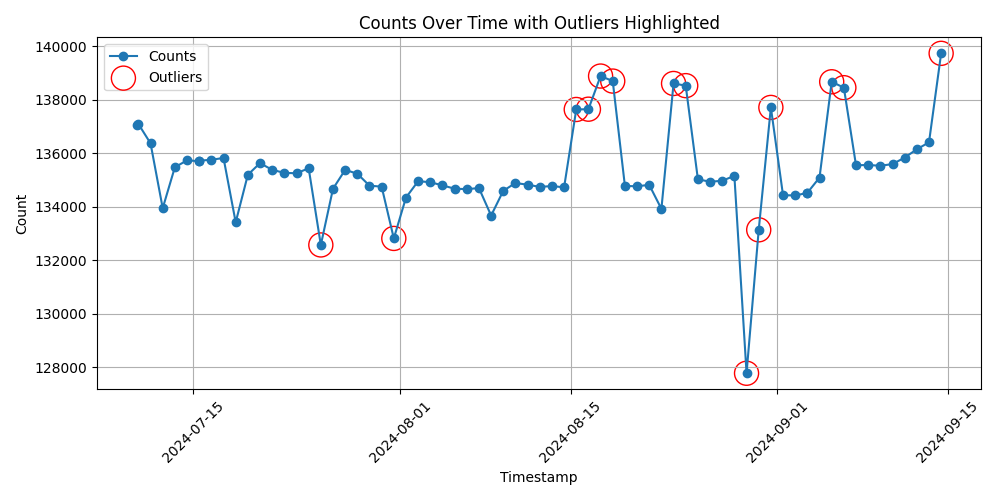 Counts Over Time with Outliers Highlighted
Counts
Outliers
140000
138000
136000
134000
132000
130000
128000
Count
2024-07-15
2024-08-01
2024-08-15
2024-09-01
2024-09-15
Timestamp